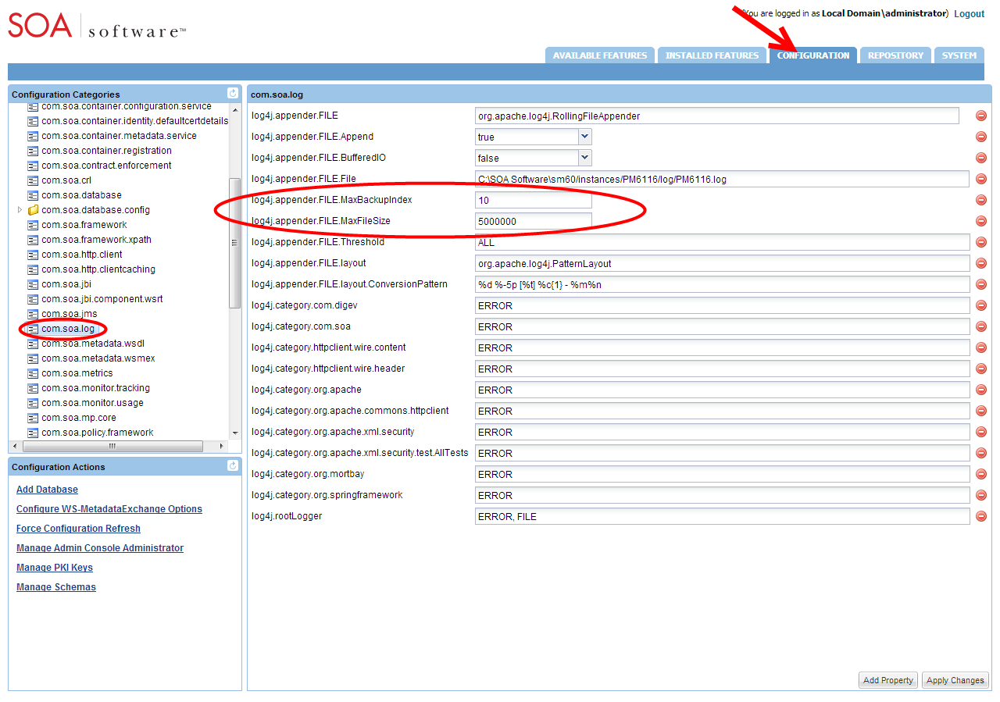 SOA software™
(You are logged in as Local Domain\administrator) Logout
AVAILABLE FEATURES INSTALLED FEATURES CONFIGURATION REPOSITORY SYSTEM
Configuration Categories
com.soa.container.configuration.service
com.soa.container.identity.defaultcertdetails
com.soa.container.metadata.service
com.soa.container.registration
com.soa.contract.enforcement
com.soa.crl
com.soa.database
com.soa.database.config
com.soa.framework
com.soa.framework.xpath
com.soa.http.client
com.soa.http.clientcaching
com.soa.jbi
com.soa.jbi.component.wsrt
com.soa.jms
com.soa.log
com.soa.metadata.wsdl
com.soa.metadata.wsmex
com.soa.metrics
com.soa.monitor.tracking
com.soa.monitor.usage
com.soa.mp.core
com.soa.policy.framework
Configuration Actions
Add Database
Configure WS-MetadataExchange Options
Force Configuration Refresh
Manage Admin Console Administrator
Manage PKI Keys
Manage Schemas
com.soa.log
log4j.appender.FILE org.apache.log4j.RollingFileAppender
log4j.appender.FILE.Append true
log4j.appender.FILE.BufferedIO false
log4j.appender.FILE.File C:\SOA Software\sm60/instances/PM6116/log/PM6116.log
log4j.appender.FILE.MaxBackupIndex 10
log4j.appender.FILE.MaxFileSize 5000000
log4j.appender.FILE.Threshold ALL
log4j.appender.FILE.layout org.apache.log4j.PatternLayout
log4j.appender.FILE.layout.ConversionPattern %d %-5p [%t] %c{1} - %m%n
log4j.category.com.digev ERROR
log4j.category.com.soa ERROR
log4j.category.httpclient.wire.content ERROR
log4j.category.httpclient.wire.header ERROR
log4j.category.org.apache ERROR
log4j.category.org.apache.commons.httpclient ERROR
log4j.category.org.apache.xml.security ERROR
log4j.category.org.apache.xml.security.test.AllTests ERROR
log4j.category.org.mortbay ERROR
log4j.category.org.springframework ERROR
log4j.rootLogger ERROR, FILE
Add Property Apply Changes